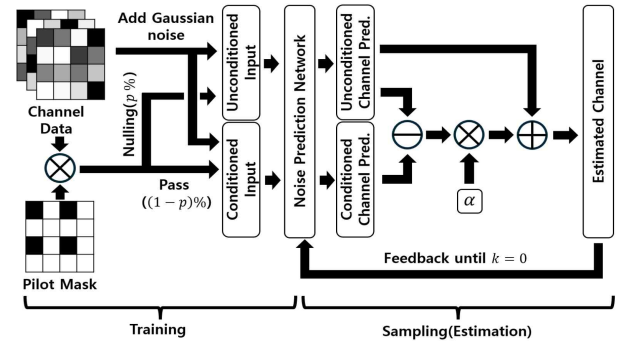 Add Gaussian
noise
Channel
Data
Nulling(p %)
Pass
((1 − p)%)
Pilot Mask
Unconditioned
Input
Conditioned
Input
Noise Prediction Network
Unconditioned
Channel Pred.
Conditioned
Channel Pred.
α
Estimated Channel
Feedback until k = 0
Training
Sampling(Estimation)